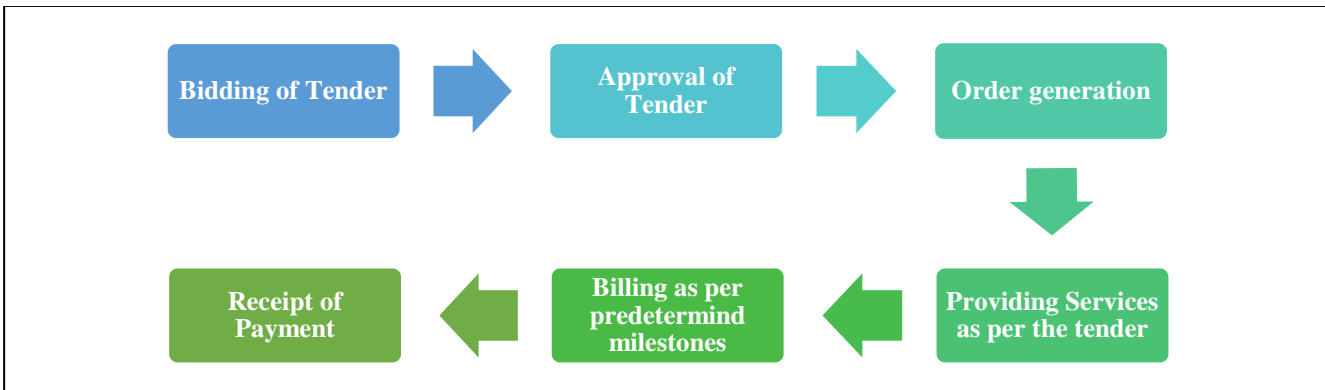 Bidding of Tender
Approval of
Tender
Order generation
Providing Services
as per the tender
Billing as per
predetermind
milestones
Receipt of
Payment